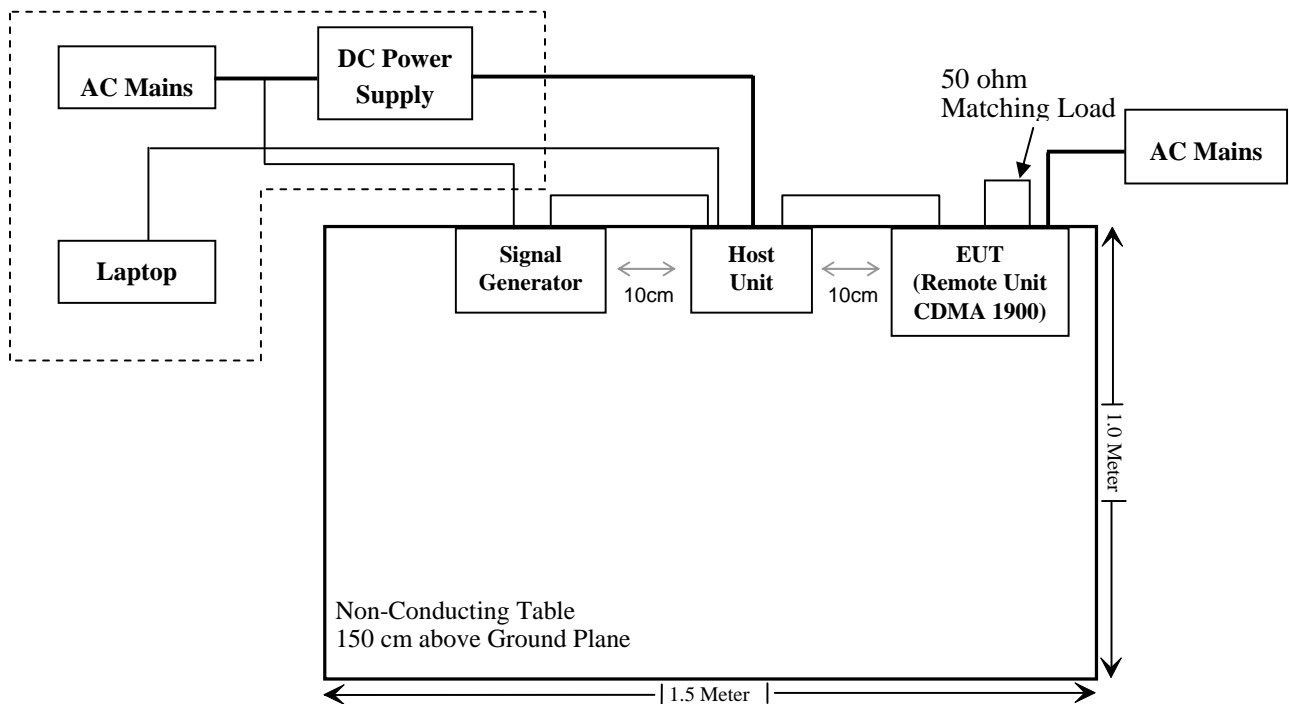 AC Mains
DC Power
Supply
50 ohm
Matching Load
AC Mains
Laptop
Signal
Generator
10cm
Host
Unit
10cm
EUT
(Remote Unit
CDMA 1900)
1.0 Meter
Non-Conducting Table
150 cm above Ground Plane
1.5 Meter